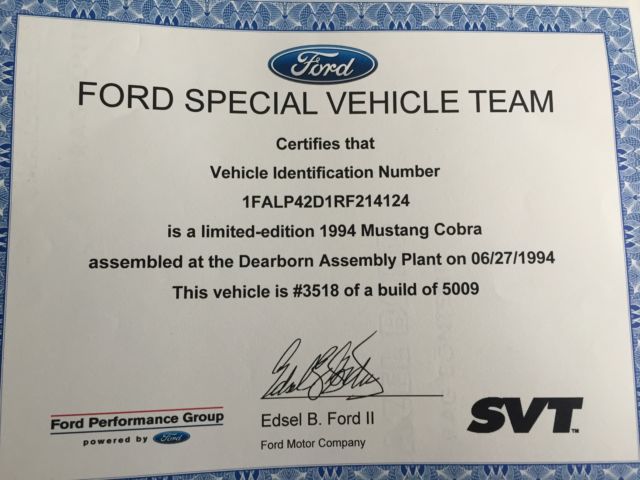 Ford
FORD SPECIAL VEHICLE TEAM
Certifies that
Vehicle Identification Number
1FALP42D1RF214124
is a limited-edition 1994 Mustang Cobra
assembled at the Dearborn Assembly Plant on 06/27/1994
This vehicle is #3518 of a build of 5009
Edsel B. Ford II
Ford Motor Company
Ford Performance Group
powered by Ford
SVT™